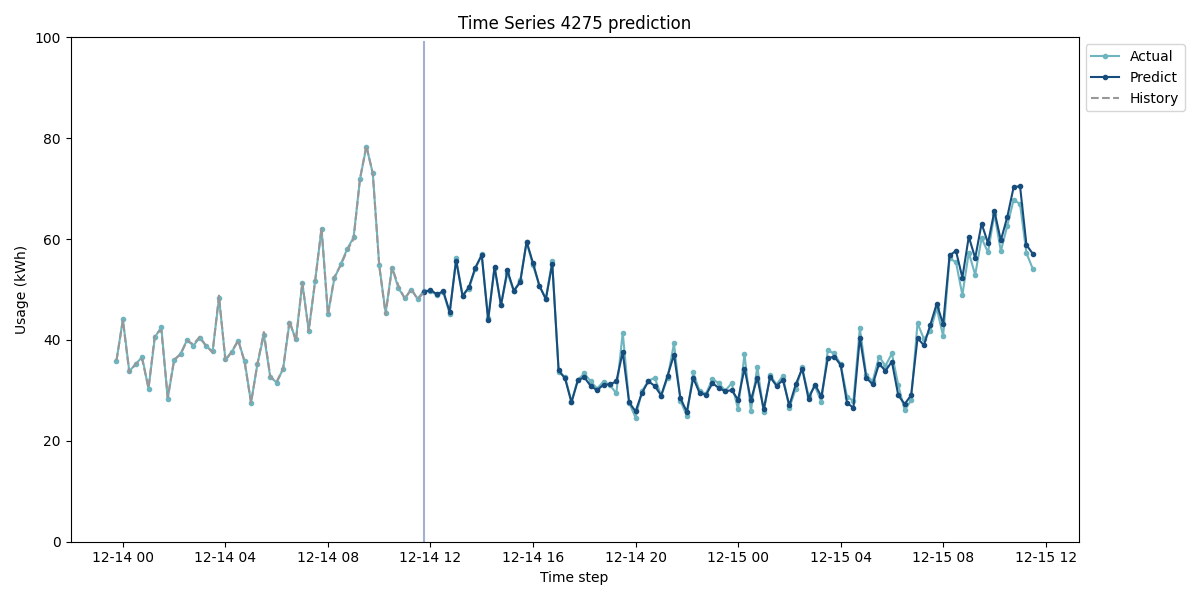 Time Series 4275 prediction
Usage (kWh)
100
80
60
40
20
0
12-14 00
12-14 04
12-14 08
12-14 12
12-14 16
12-14 20
12-15 00
12-15 04
12-15 08
12-15 12
Time step
Actual
Predict
History